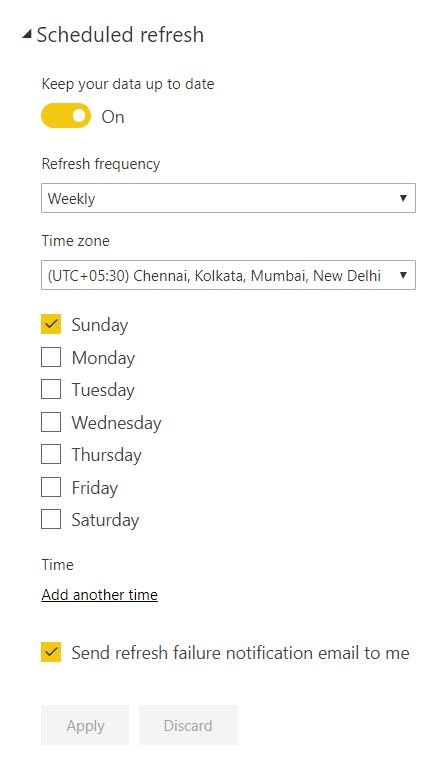 Scheduled refresh
Keep your data up to date
On
Refresh frequency
Weekly
Time zone
(UTC+05:30) Chennai, Kolkata, Mumbai, New Delhi
Sunday
Monday
Tuesday
Wednesday
Thursday
Friday
Saturday
Time
Add another time
Send refresh failure notification email to me
Apply Discard